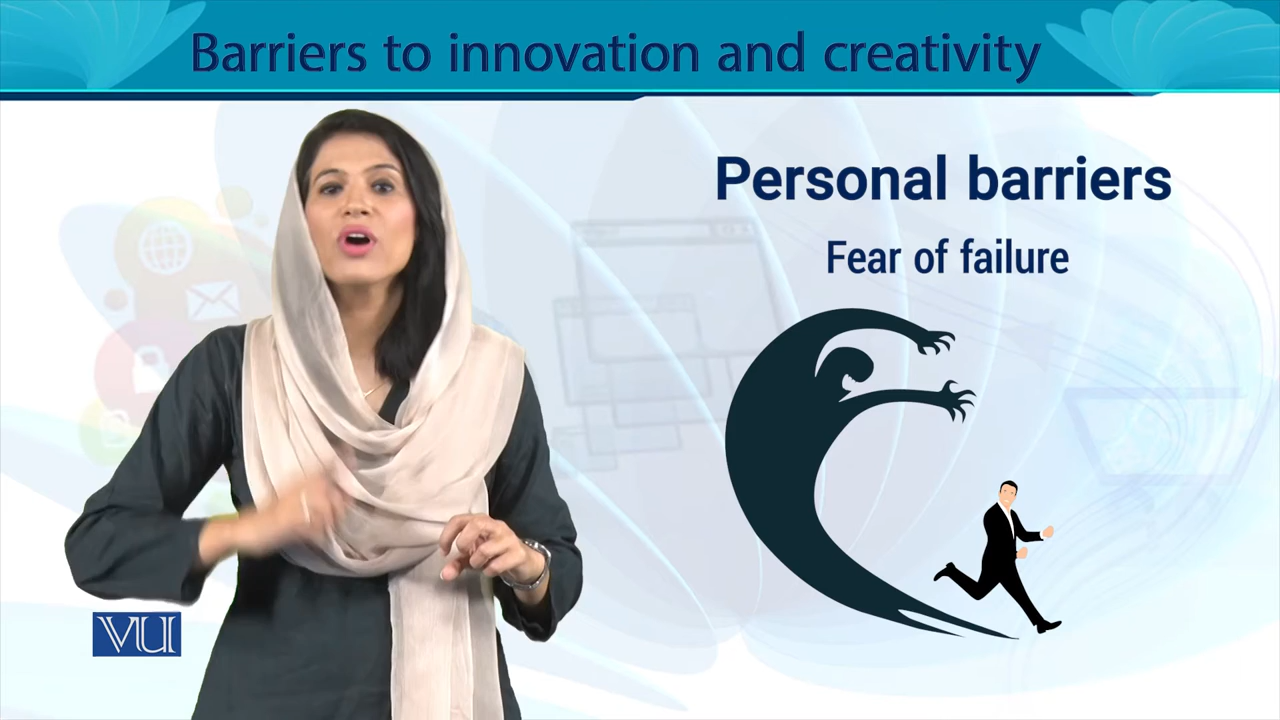 Barriers to innovation and creativity
Personal barriers
Fear of failure
VU